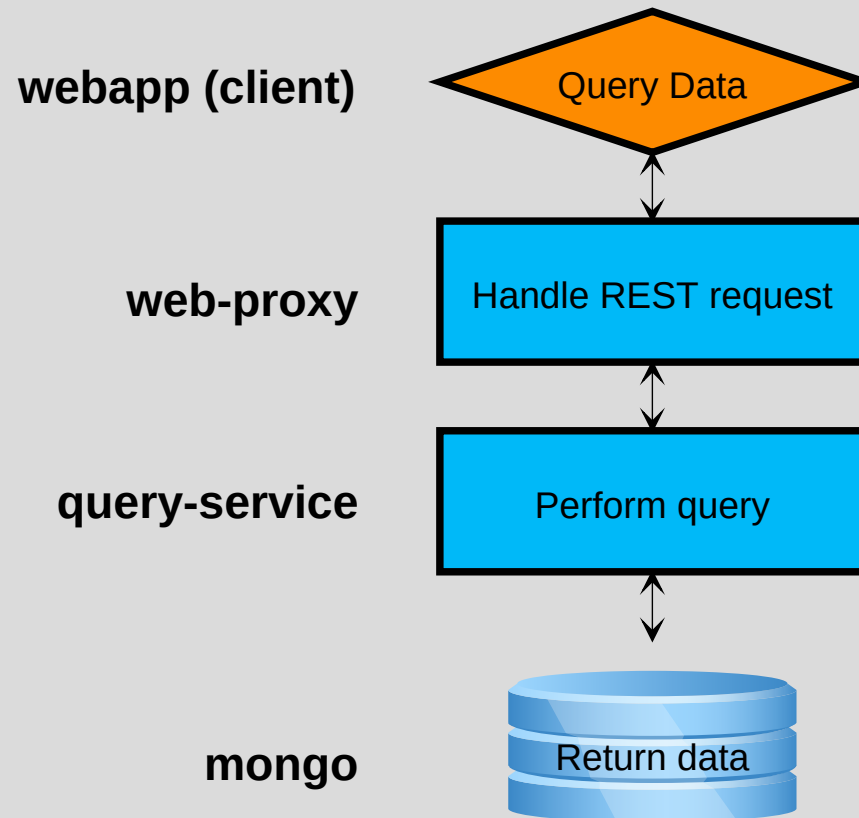 webapp (client)
Query Data
web-proxy
Handle REST request
query-service
Perform query
mongo
Return data